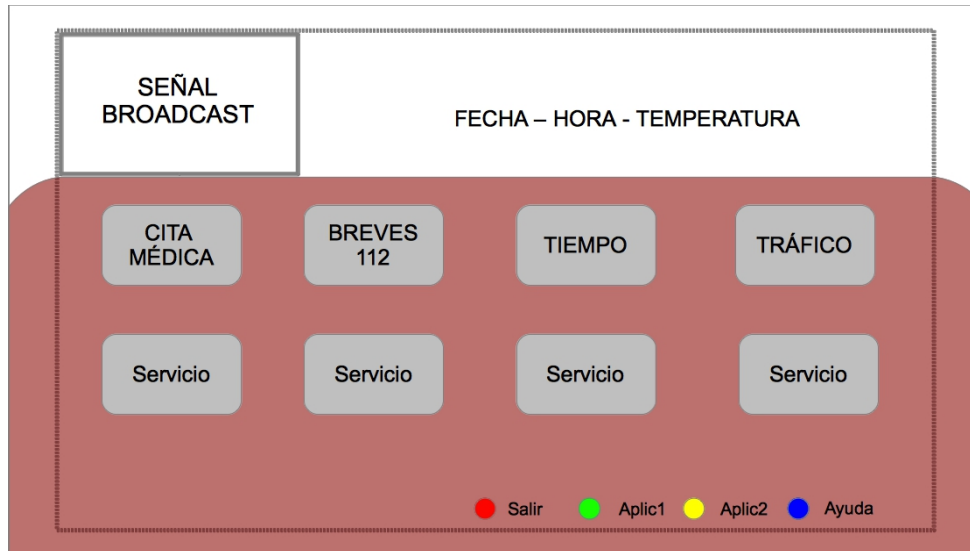 SEÑAL
BROADCAST
FECHA – HORA - TEMPERATURA
CITA
MÉDICA
BREVES
112
TIEMPO
TRÁFICO
Servicio
Servicio
Servicio
Servicio
Salir
Aplic1
Aplic2
Ayuda